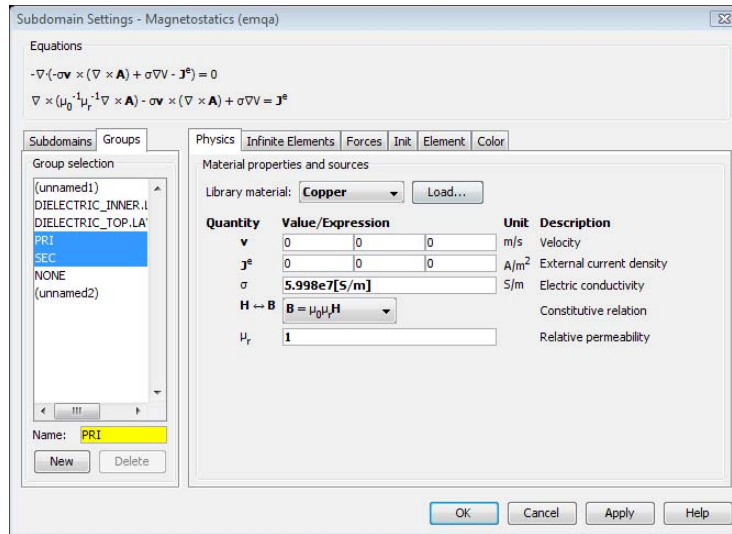 Subdomain Settings - Magnetostatics (emqa)
Equations
-∇·(-σv × (∇ × A) + σ∇V - Jᵉ) = 0
∇ × (μ₀⁻¹μᵣ⁻¹∇ × A) - σv × (∇ × A) + σ∇V = Jᵉ
Subdomains Groups
Physics Infinite Elements Forces Init Element Color
Group selection
(unnamed1)
DIELECTRIC_INNER.L
DIELECTRIC_TOP.LA
PRI
SEC
NONE
(unnamed2)
Name: PRI
New Delete
Material properties and sources
Library material: Copper Load...
Quantity Value/Expression Unit Description
v 0 0 0 m/s Velocity
Jᵉ 0 0 0 A/m² External current density
σ 5.998e7[S/m] S/m Electric conductivity
H ↔ B B = μ₀μᵣH Constitutive relation
μᵣ 1 Relative permeability
OK Cancel Apply Help